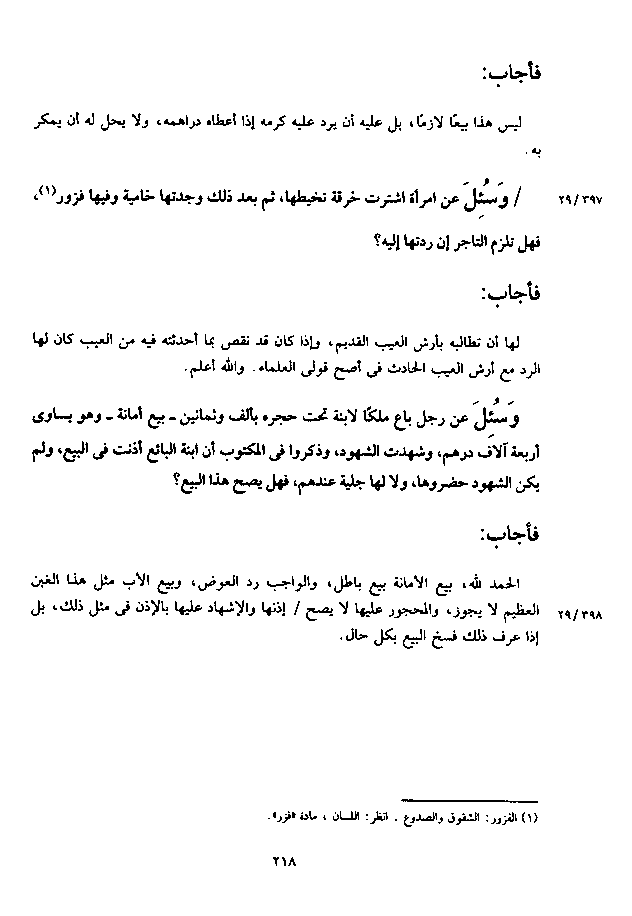 فأجاب:
ليس هذا بيعًا لازمًا، بل عليه أن يرد عليه كرمه إذا أعطاه دراهمه، ولا يحل له أن يمكر
به.
٢٩/٣٩٧ / وَسُئِلَ عن امرأة اشترت خرقة تخيطها، ثم بعد ذلك وجدتها خامية وفيها فزور(١)،
فهل تلزم التاجر إن ردتها إليه؟
فأجاب:
لها أن تطالبه بأرش العيب القديم، وإذا كان قد نقص بما أحدثته فيه من العيب كان لها
الرد مع أرش العيب الحادث فى أصح قولى العلماء. والله أعلم.
وَسُئِلَ عن رجل باع ملكًا لابنة تحت حجره بألف وثمانين ـ بيع أمانة ـ وهو يساوى
أربعة آلاف درهم، وشهدت الشهود، وذكروا فى المكتوب أن ابنة البائع أذنت فى البيع، ولم
يكن الشهود حضروها، ولا لها جلية عندهم، فهل يصح هذا البيع؟
فأجاب:
الحمد لله، بيع الأمانة بيع باطل، والواجب رد العوض، وبيع الأب مثل هذا الغبن
٢٩/٣٩٨ العظيم لا يجوز، والمحجور عليها لا يصح / إذنها والإشهاد عليها بالإذن فى مثل ذلك، بل
إذا عرف ذلك فسخ البيع بكل حال.
(١) الفزور: الشقوق والصدوع. انظر: اللسان، مادة «فزر».
٢١٨